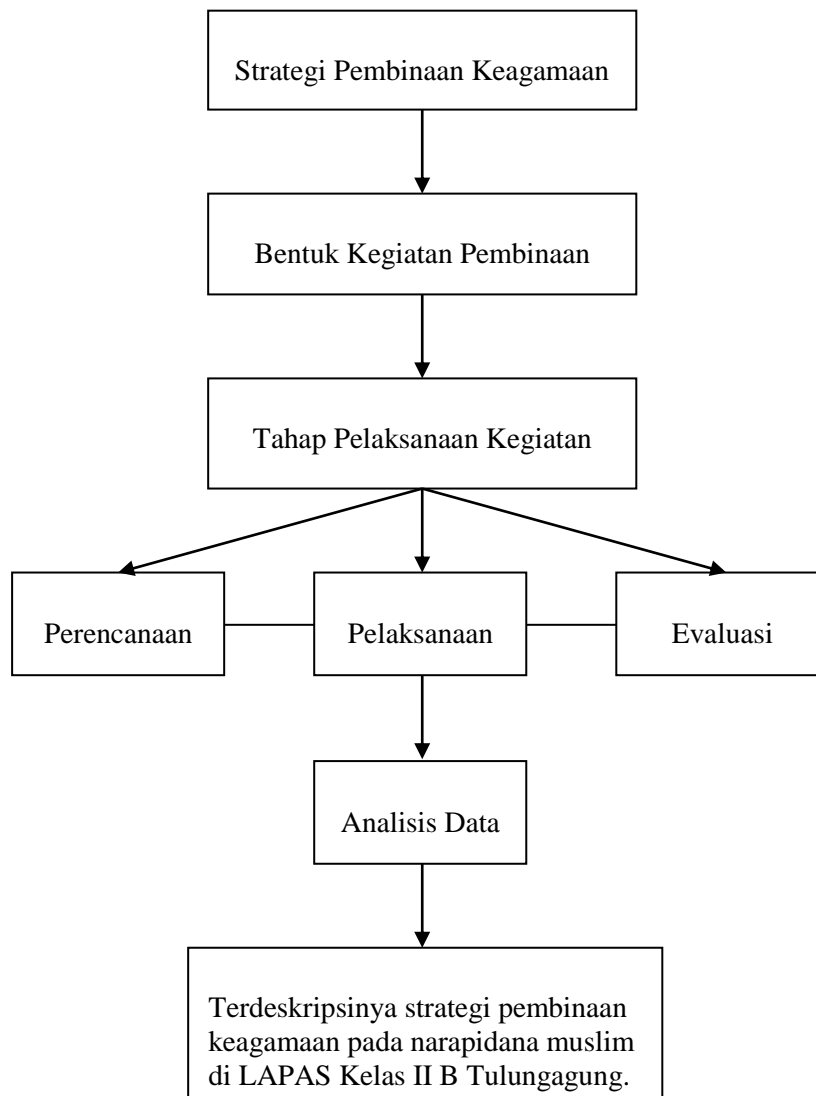 Strategi Pembinaan Keagamaan
Bentuk Kegiatan Pembinaan
Tahap Pelaksanaan Kegiatan
Perencanaan
Pelaksanaan
Evaluasi
Analisis Data
Terdeskripsinya strategi pembinaan
keagamaan pada narapidana muslim
di LAPAS Kelas II B Tulungagung.